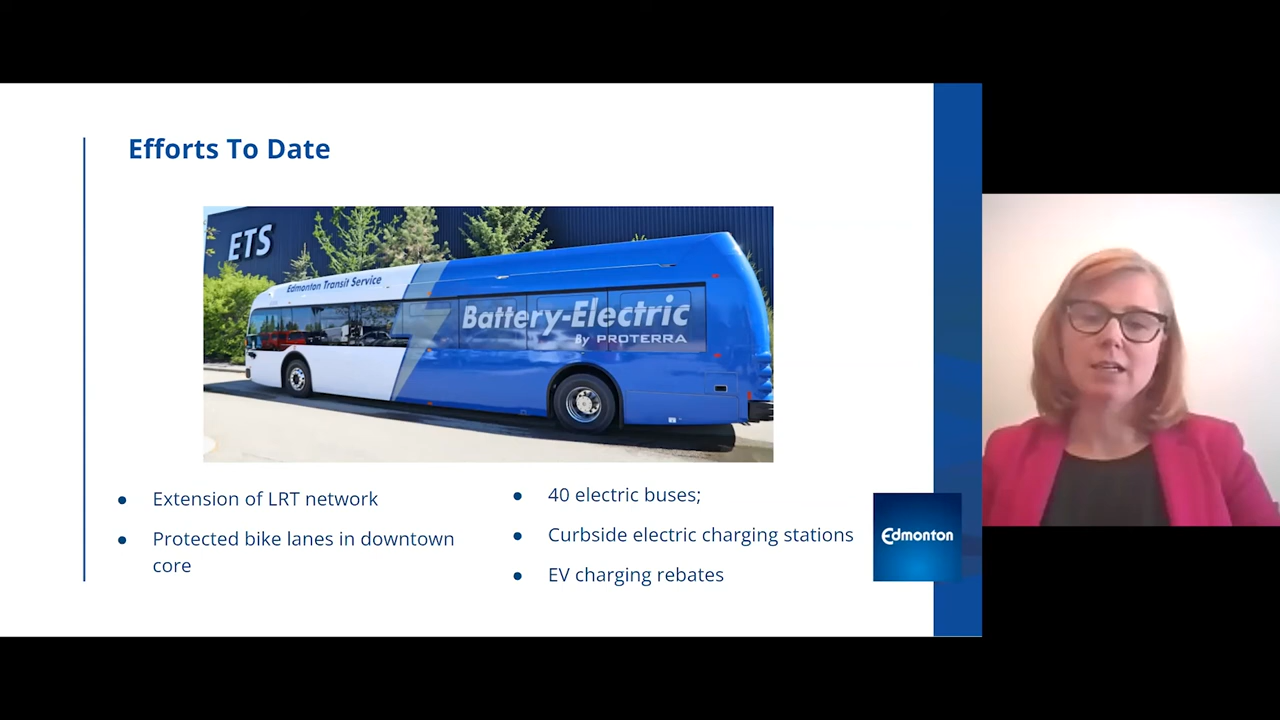 Efforts To Date
ETS
Edmonton Transit Service
Battery-Electric
By PROTERRA
Extension of LRT network
Protected bike lanes in downtown
core
40 electric buses;
Curbside electric charging stations
EV charging rebates
Edmonton